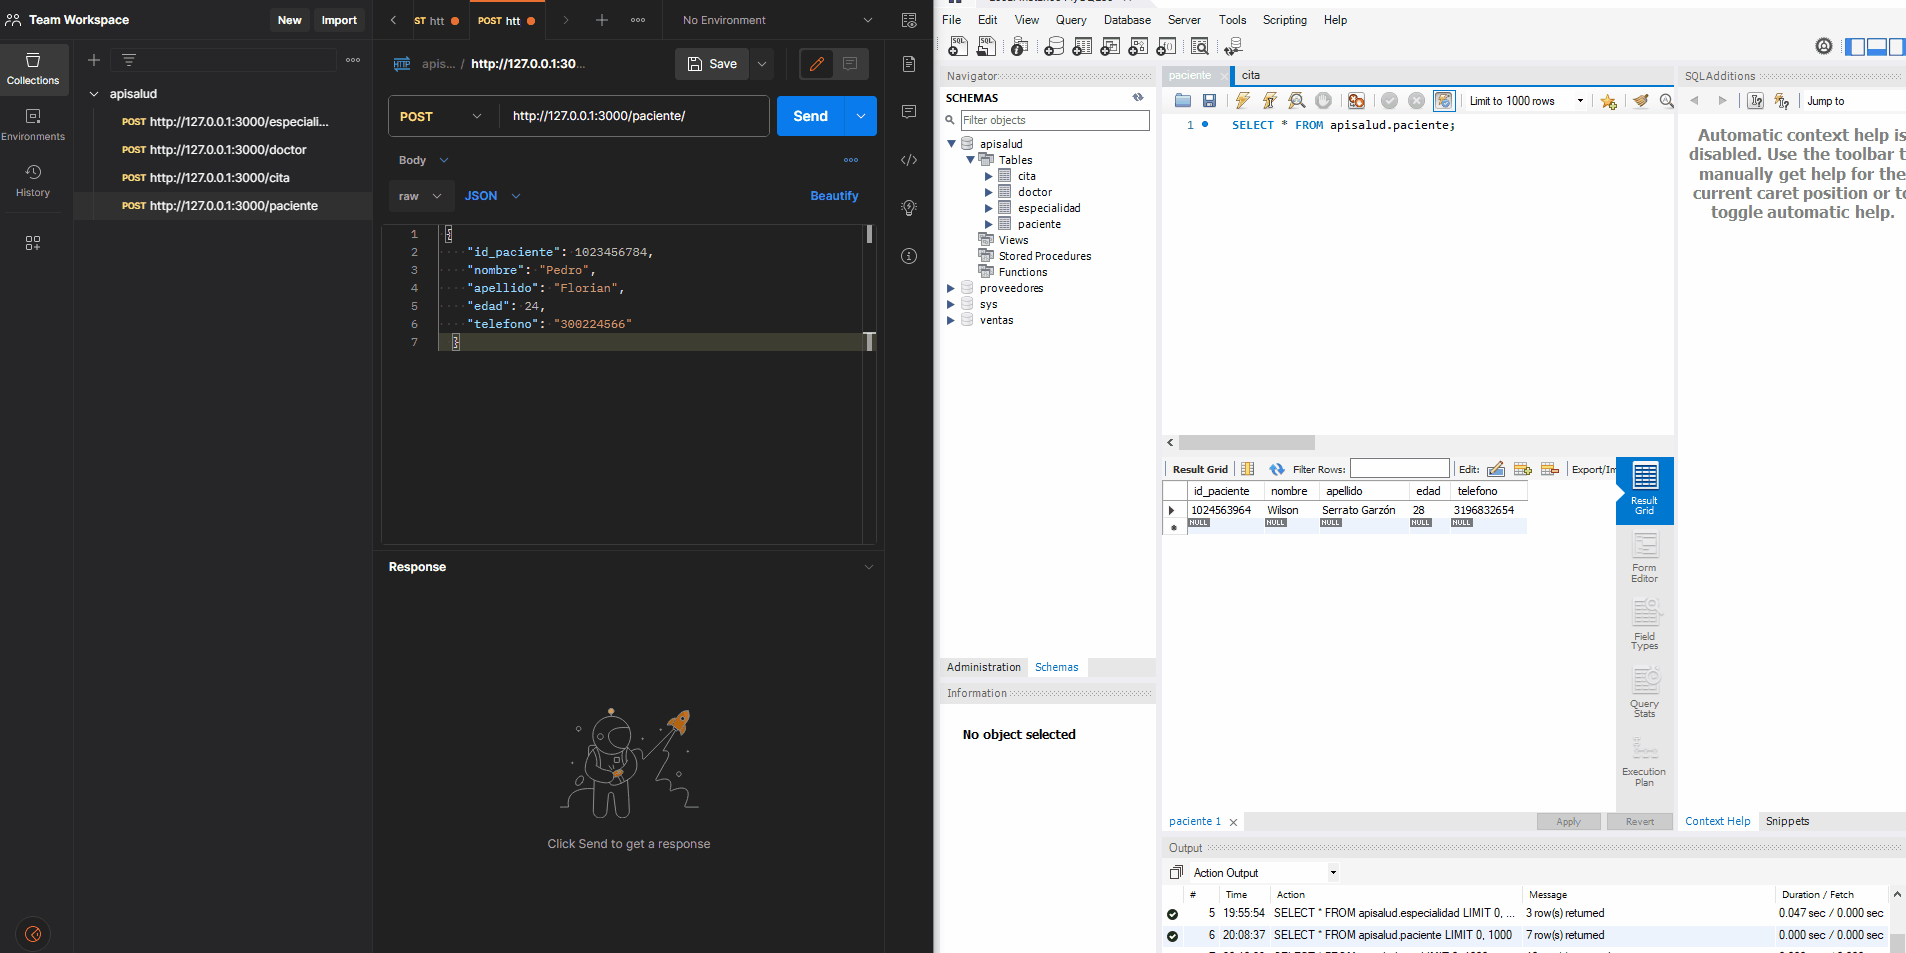 Team Workspace
New
Import
ST htt
POST htt
No Environment
Collections
Environments
History
apisalud
POST http://127.0.0.1:3000/especiali...
POST http://127.0.0.1:3000/doctor
POST http://127.0.0.1:3000/cita
POST http://127.0.0.1:3000/paciente
apis... / http://127.0.0.1:30...
Save
POST
http://127.0.0.1:3000/paciente/
Send
Body
raw
JSON
Beautify
1 {
2 "id_paciente": 1023456784,
3 "nombre": "Pedro",
4 "apellido": "Florian",
5 "edad": 24,
6 "telefono": "300224566"
7 }
Response
Click Send to get a response
File Edit View Query Database Server Tools Scripting Help
Navigator
SCHEMAS
Filter objects
apisalud
Tables
cita
doctor
especialidad
paciente
Views
Stored Procedures
Functions
proveedores
sys
ventas
Administration Schemas
Information
No object selected
paciente
cita
Limit to 1000 rows
1 SELECT * FROM apisalud.paciente;
Result Grid
Filter Rows:
Edit:
Export/Im
id_paciente nombre apellido edad telefono
1024563964 Wilson Serrato Garzón 28 3196832654
NULL NULL NULL NULL NULL
Result
Grid
Form
Editor
Field
Types
Query
Stats
Execution
Plan
paciente 1
Apply
Revert
SQLAdditions
Jump to
Automatic context help is
disabled. Use the toolbar t
manually get help for the
current caret position or to
toggle automatic help.
Context Help Snippets
Output
Action Output
# Time Action Message Duration / Fetch
5 19:55:54 SELECT * FROM apisalud.especialidad LIMIT 0, ... 3 row(s) returned 0.047 sec / 0.000 sec
6 20:08:37 SELECT * FROM apisalud.paciente LIMIT 0, 1000 7 row(s) returned 0.000 sec / 0.000 sec